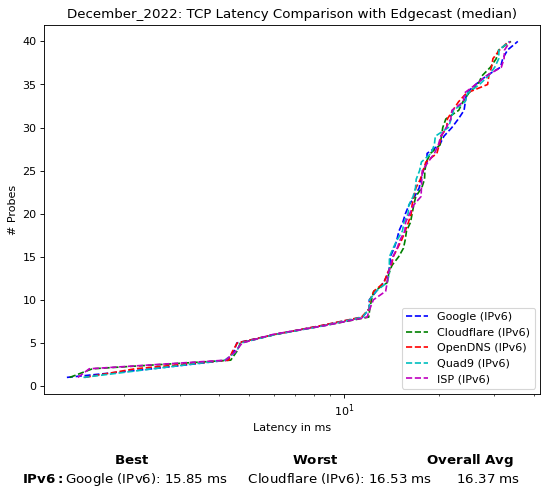 December_2022: TCP Latency Comparison with Edgecast (median)
40
35
30
25
20
15
10
5
0
# Probes
Google (IPv6)
Cloudflare (IPv6)
OpenDNS (IPv6)
Quad9 (IPv6)
ISP (IPv6)
10¹
Latency in ms
Best Worst Overall Avg
IPv6: Google (IPv6): 15.85 ms Cloudflare (IPv6): 16.53 ms 16.37 ms